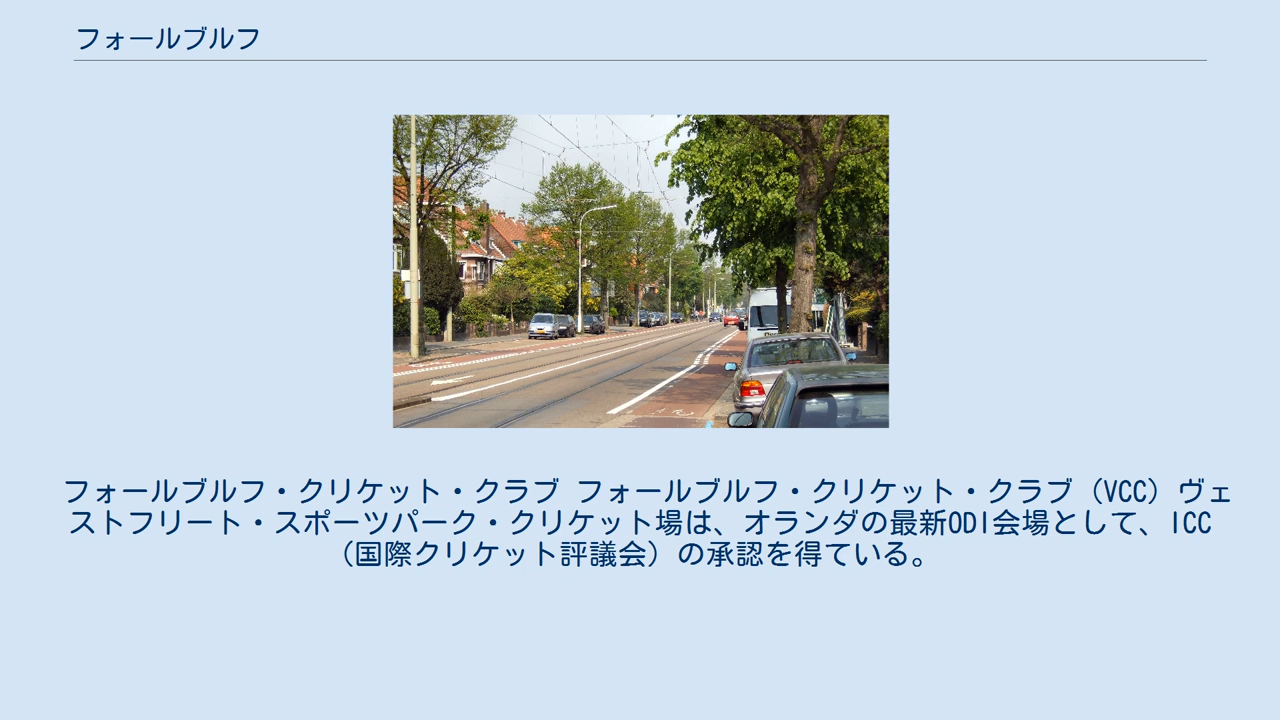 フォールブルフ
フォールブルフ・クリケット・クラブ フォールブルフ・クリケット・クラブ（VCC）ヴェ
ストフリート・スポーツパーク・クリケット場は、オランダの最新ODI会場として、ICC
（国際クリケット評議会）の承認を得ている。